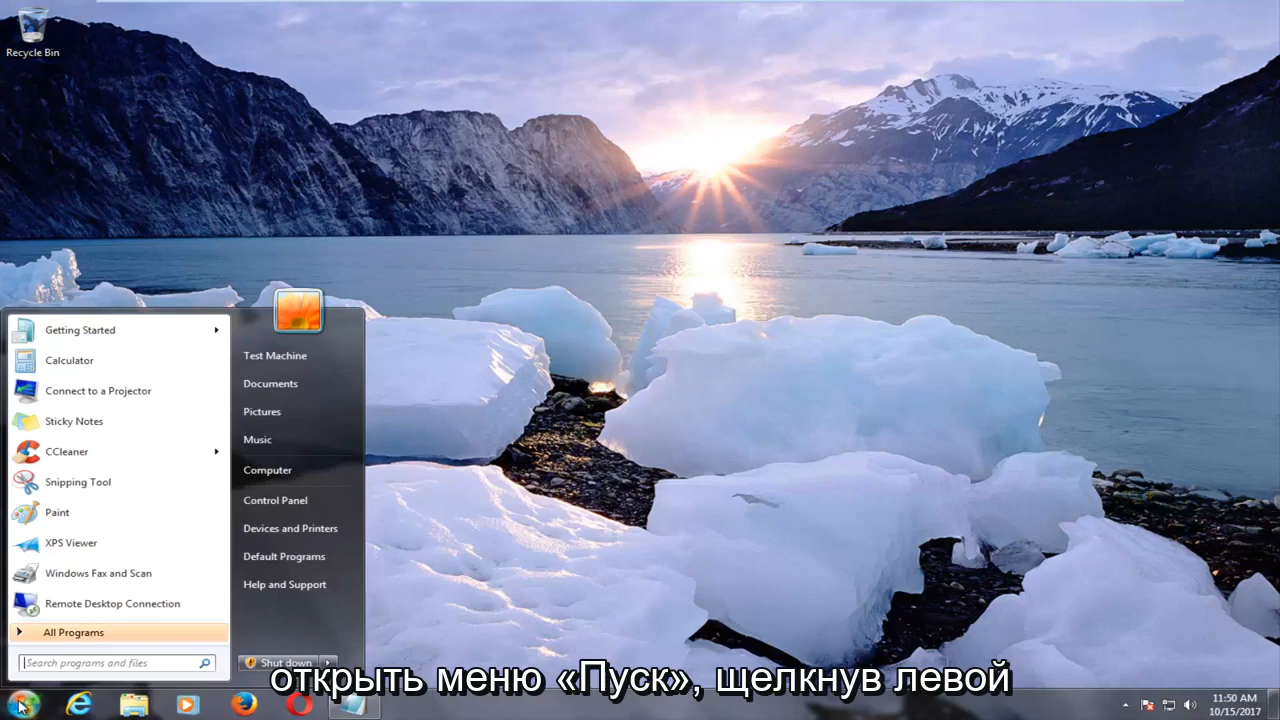 Recycle Bin
Getting Started
Calculator
Connect to a Projector
Sticky Notes
CCleaner
Snipping Tool
Paint
XPS Viewer
Windows Fax and Scan
Remote Desktop Connection
All Programs
Search programs and files
Test Machine
Documents
Pictures
Music
Computer
Control Panel
Devices and Printers
Default Programs
Help and Support
Shut down
открыть меню «Пуск», щелкнув левой
11:50 AM
10/15/2017